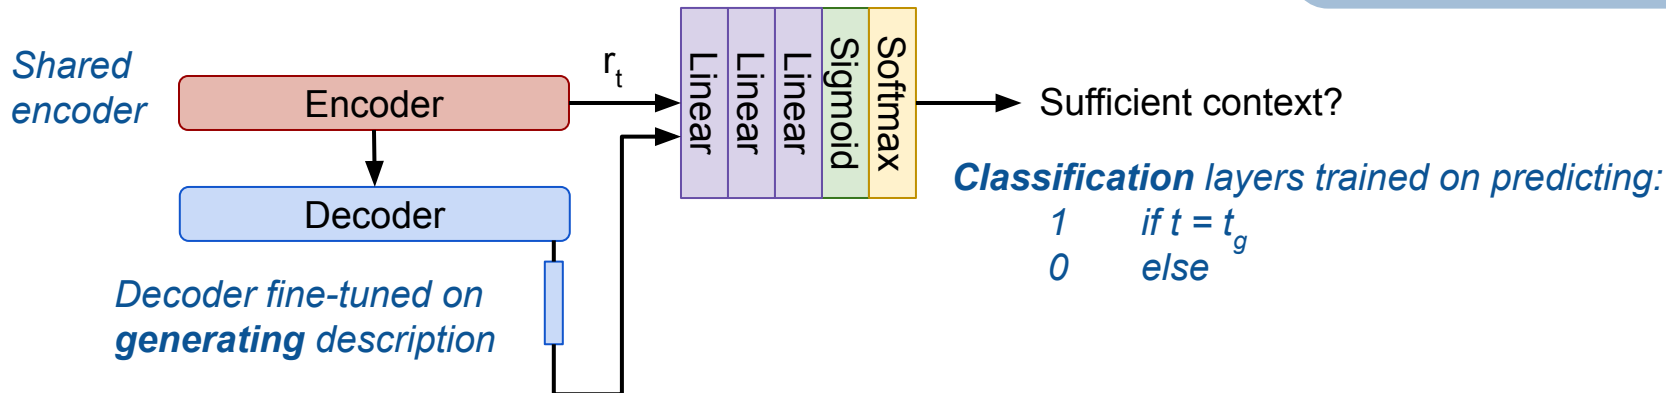 Shared
encoder
Encoder
r_t
Linear
Linear
Linear
Sigmoid
Softmax
Sufficient context?
Decoder
Classification layers trained on predicting:
1 if t = t_g
0 else
Decoder fine-tuned on
generating description